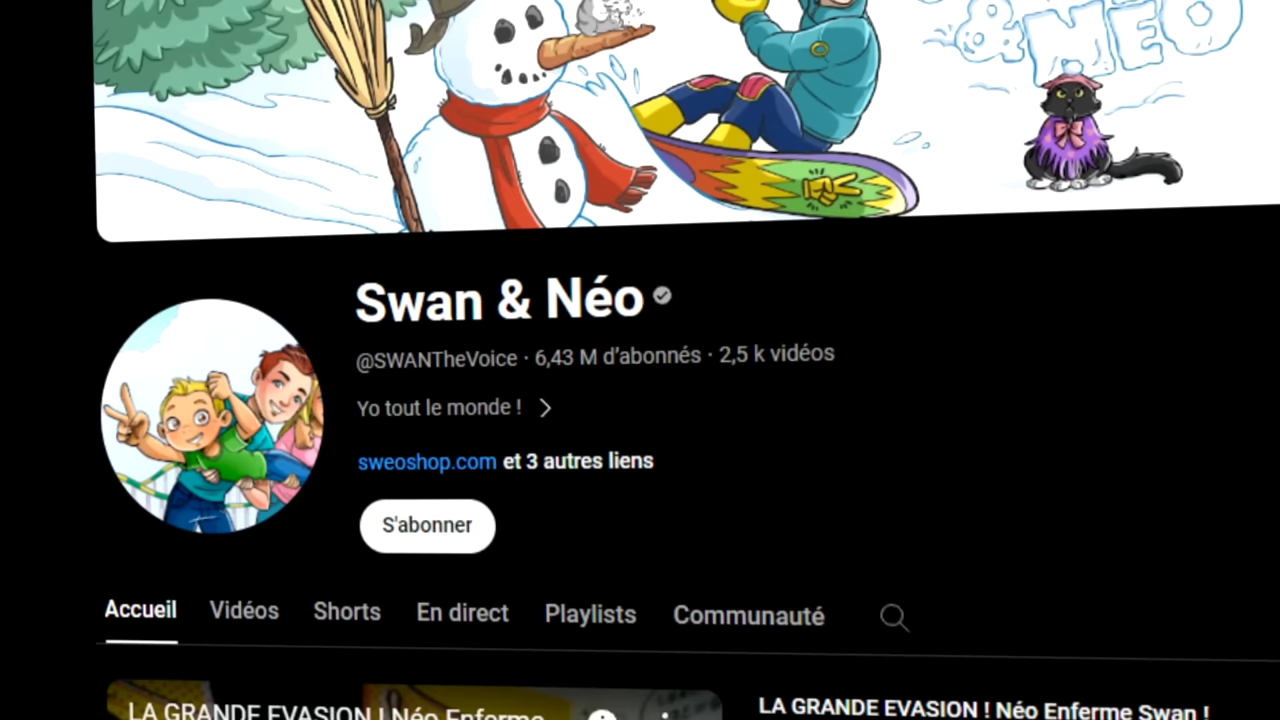 & NÉO
Swan & Néo
@SWANTheVoice · 6,43 M d'abonnés · 2,5 k vidéos
Yo tout le monde !
sweoshop.com et 3 autres liens
S'abonner
Accueil Vidéos Shorts En direct Playlists Communauté
LA GRANDE EVASION ! Néo Enferme
LA GRANDE EVASION ! Néo Enferme Swan !